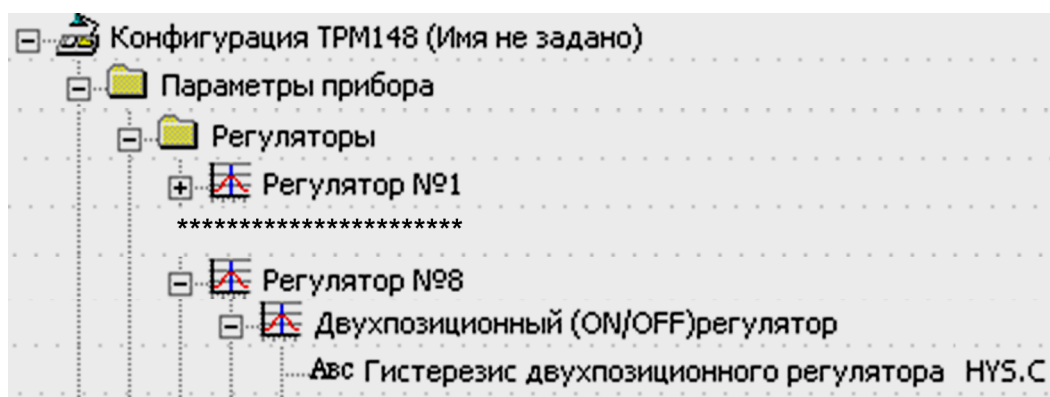 Конфигурация ТРМ148 (Имя не задано)
Параметры прибора
Регуляторы
Регулятор №1
***********************
Регулятор №8
Двухпозиционный (ON/OFF)регулятор
Авс Гистерезис двухпозиционного регулятора HYS.C